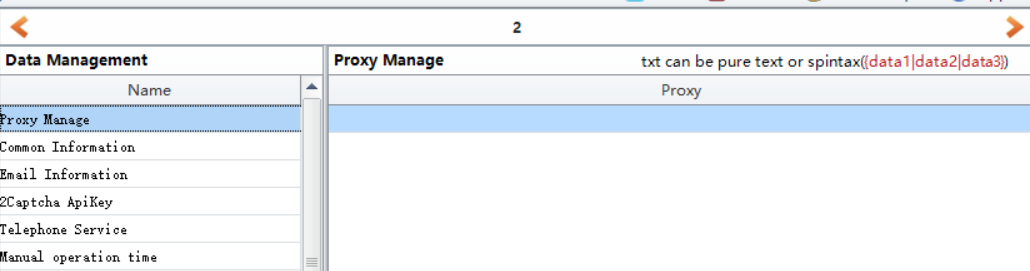 2
Data Management
Proxy Manage
txt can be pure text or spintax({data1|data2|data3})
Name
Proxy
Proxy Manage
Common Information
Email Information
2Captcha ApiKey
Telephone Service
Manual operation time